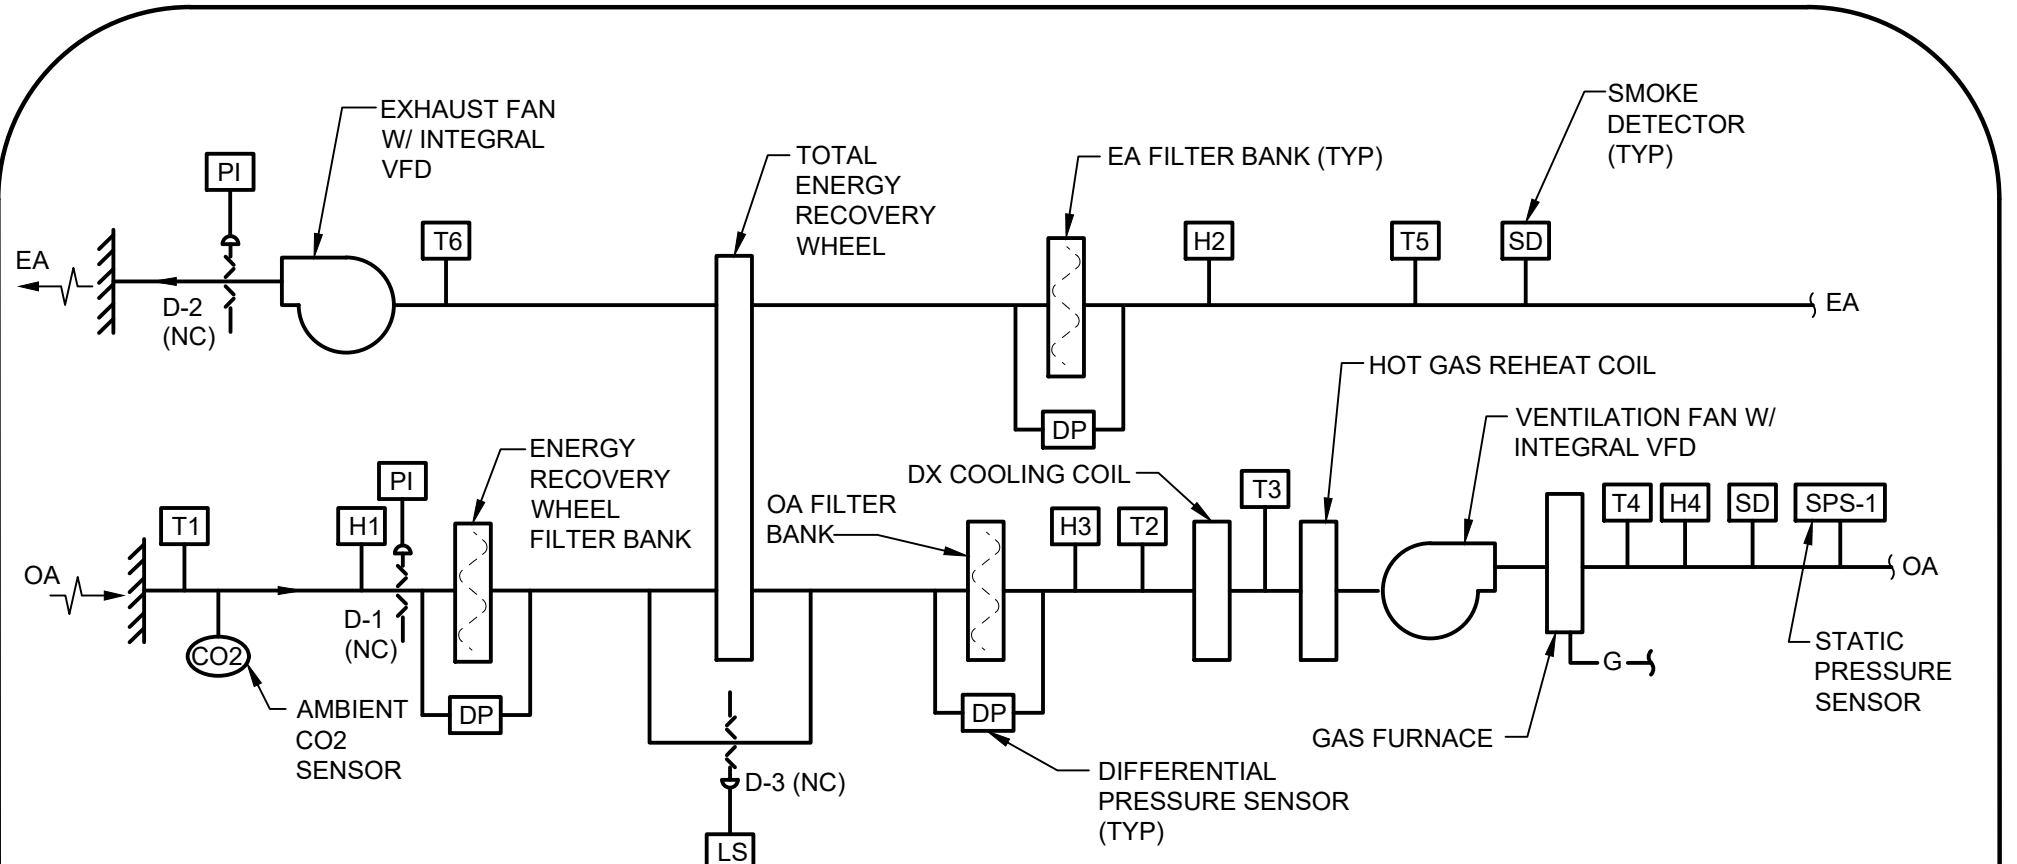 EXHAUST FAN
W/ INTEGRAL
VFD
PI
TOTAL
ENERGY
RECOVERY
WHEEL
EA FILTER BANK (TYP)
SMOKE
DETECTOR
(TYP)
EA
D-2
(NC)
T6
H2
T5
SD
EA
DP
HOT GAS REHEAT COIL
VENTILATION FAN W/
INTEGRAL VFD
ENERGY
RECOVERY
WHEEL
FILTER BANK
PI
OA FILTER
BANK
DX COOLING COIL
T3
T1
H1
H3
T2
T4
H4
SD
SPS-1
OA
OA
D-1
(NC)
CO2
AMBIENT
CO2
SENSOR
DP
DP
G
STATIC
PRESSURE
SENSOR
GAS FURNACE
D-3 (NC)
DIFFERENTIAL
PRESSURE SENSOR
(TYP)
LS